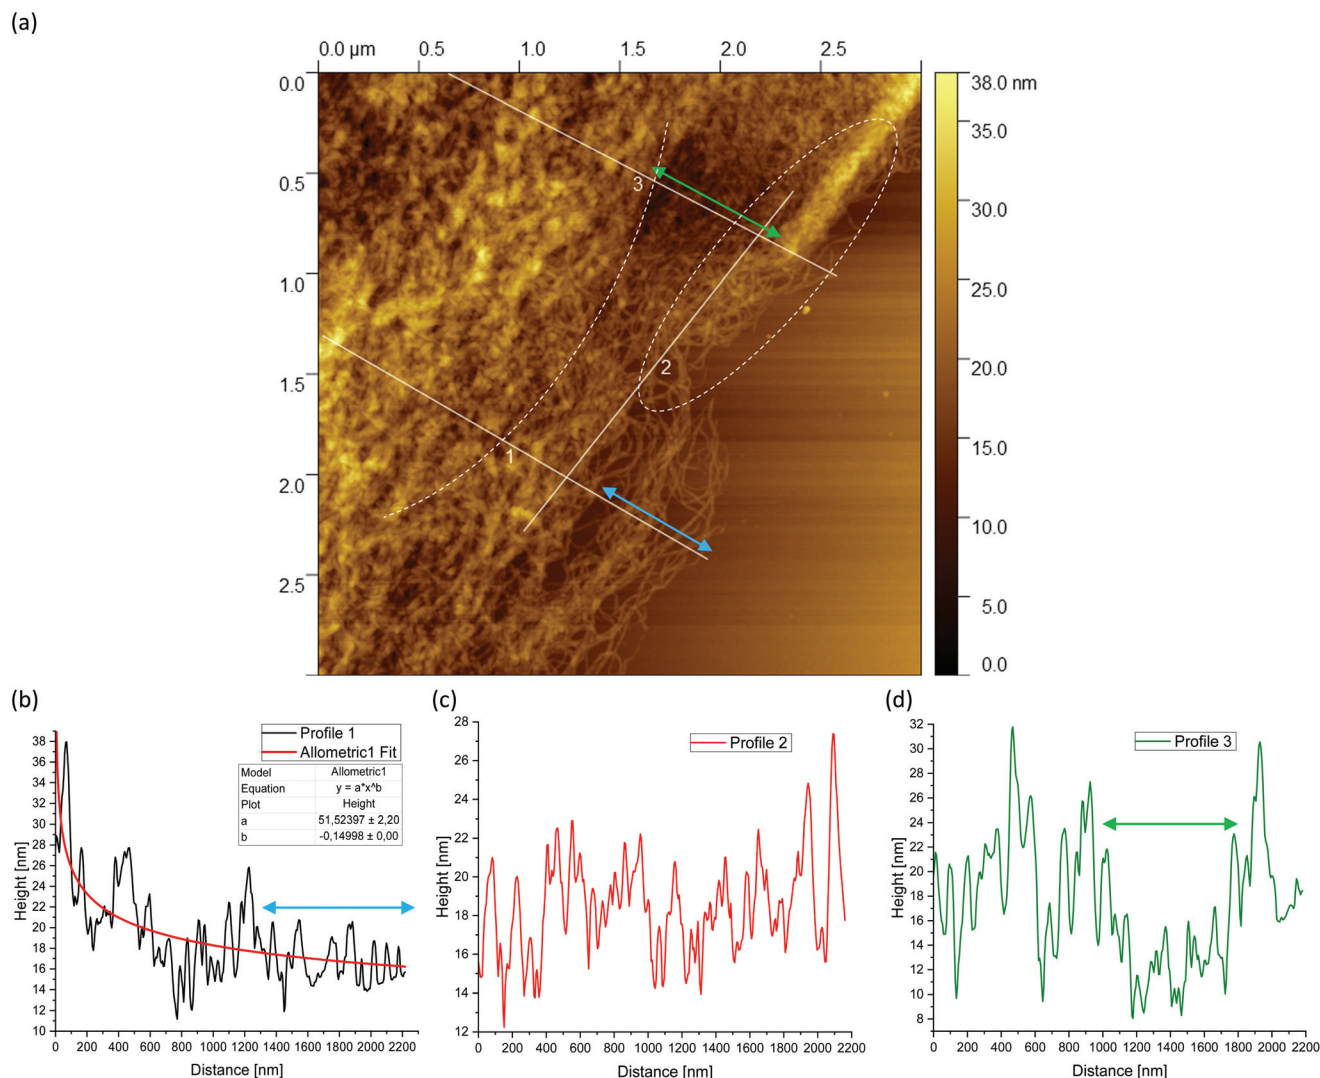 (a)
0.0 µm 0.5 1.0 1.5 2.0 2.5
0.0
0.5
1.0
1.5
2.0
2.5
3
2
1
38.0 nm
35.0
30.0
25.0
20.0
15.0
10.0
5.0
0.0
(b)
Height [nm]
38
36
34
32
30
28
26
24
22
20
18
16
14
12
10
Profile 1
Allometric1 Fit
Model Allometric1
Equation y = a*x^b
Plot Height
a 51,52397 ± 2,20
b -0,14998 ± 0,00
0 200 400 600 800 1000 1200 1400 1600 1800 2000 2200
Distance [nm]
(c)
Height [nm]
28
26
24
22
20
18
16
14
12
Profile 2
0 200 400 600 800 1000 1200 1400 1600 1800 2000 2200
Distance [nm]
(d)
Height [nm]
32
30
28
26
24
22
20
18
16
14
12
10
8
Profile 3
0 200 400 600 800 1000 1200 1400 1600 1800 2000 2200
Distance [nm]